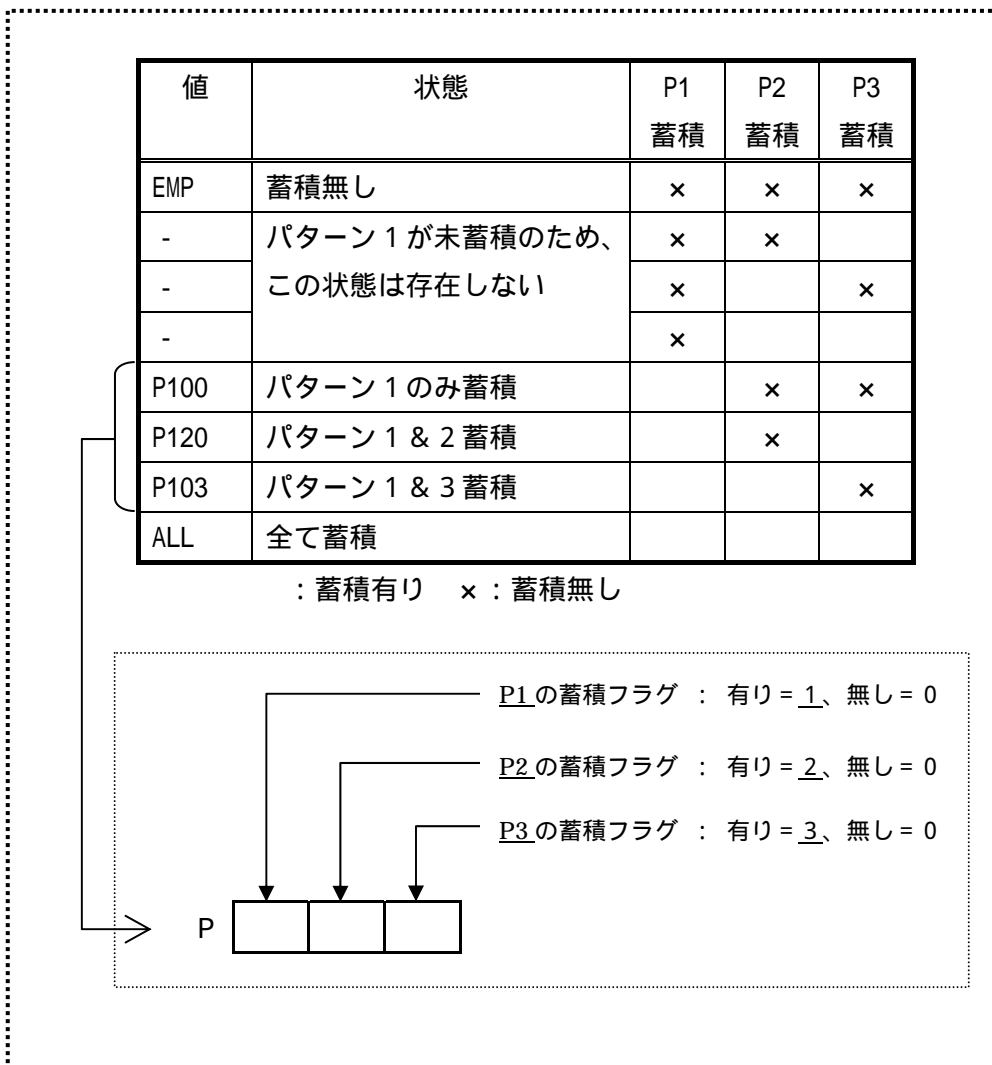 値 状態 P1 P2 P3
蓄積 蓄積 蓄積
EMP 蓄積無し × × ×
- パターン1が未蓄積のため、 × ×
- この状態は存在しない × ×
- ×
P100 パターン1のみ蓄積 × ×
P120 パターン1&2蓄積 ×
P103 パターン1&3蓄積 ×
ALL 全て蓄積
:蓄積有り ×:蓄積無し
P1の蓄積フラグ : 有り=1、無し=0
P2の蓄積フラグ : 有り=2、無し=0
P3の蓄積フラグ : 有り=3、無し=0
P